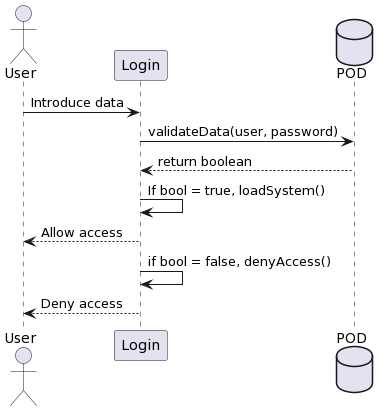 User
Login
POD
Introduce data
validateData(user, password)
return boolean
If bool = true, loadSystem()
Allow access
if bool = false, denyAccess()
Deny access
User
Login
POD